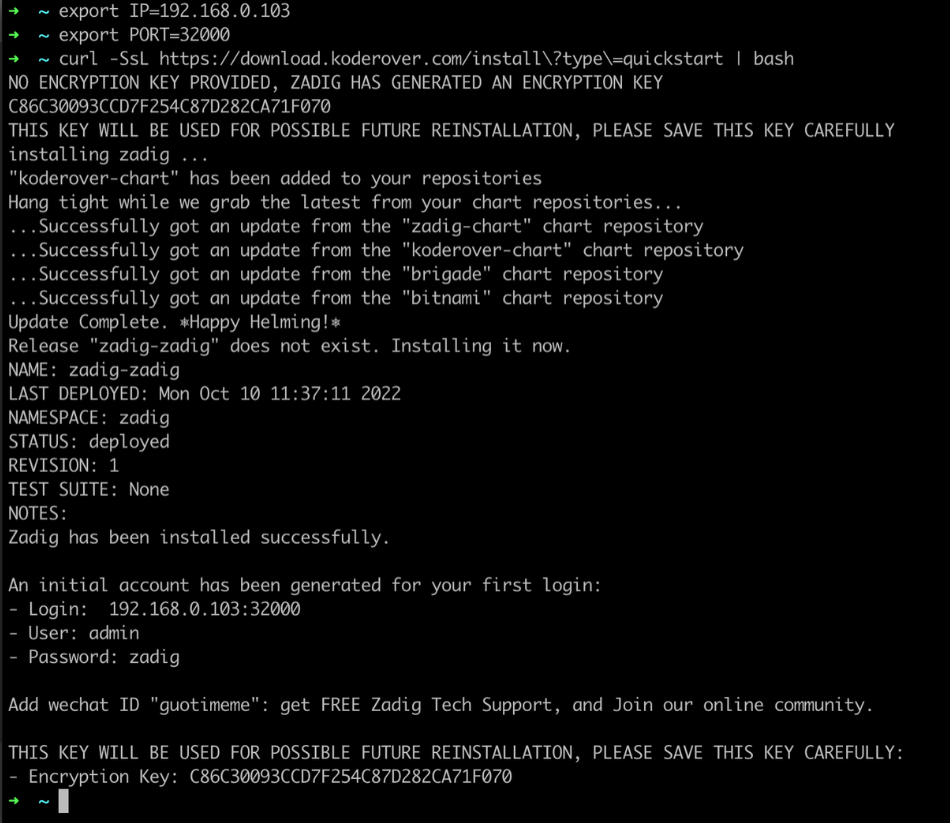 ➜ ~ export IP=192.168.0.103
➜ ~ export PORT=32000
➜ ~ curl -SsL https://download.koderover.com/install\?type\=quickstart | bash
NO ENCRYPTION KEY PROVIDED, ZADIG HAS GENERATED AN ENCRYPTION KEY
C86C30093CCD7F254C87D282CA71F070
THIS KEY WILL BE USED FOR POSSIBLE FUTURE REINSTALLATION, PLEASE SAVE THIS KEY CAREFULLY
installing zadig ...
"koderover-chart" has been added to your repositories
Hang tight while we grab the latest from your chart repositories...
...Successfully got an update from the "zadig-chart" chart repository
...Successfully got an update from the "koderover-chart" chart repository
...Successfully got an update from the "brigade" chart repository
...Successfully got an update from the "bitnami" chart repository
Update Complete. ⎈Happy Helming!⎈
Release "zadig-zadig" does not exist. Installing it now.
NAME: zadig-zadig
LAST DEPLOYED: Mon Oct 10 11:37:11 2022
NAMESPACE: zadig
STATUS: deployed
REVISION: 1
TEST SUITE: None
NOTES:
Zadig has been installed successfully.
An initial account has been generated for your first login:
- Login:  192.168.0.103:32000
- User: admin
- Password: zadig
Add wechat ID "guotimeme": get FREE Zadig Tech Support, and Join our online community.
THIS KEY WILL BE USED FOR POSSIBLE FUTURE REINSTALLATION, PLEASE SAVE THIS KEY CAREFULLY:
- Encryption Key: C86C30093CCD7F254C87D282CA71F070
➜ ~